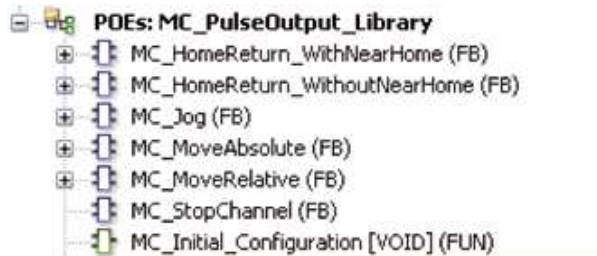 POEs: MC_PulseOutput_Library
MC_HomeReturn_WithNearHome (FB)
MC_HomeReturn_WithoutNearHome (FB)
MC_Jog (FB)
MC_MoveAbsolute (FB)
MC_MoveRelative (FB)
MC_StopChannel (FB)
MC_Initial_Configuration [VOID] (FUN)